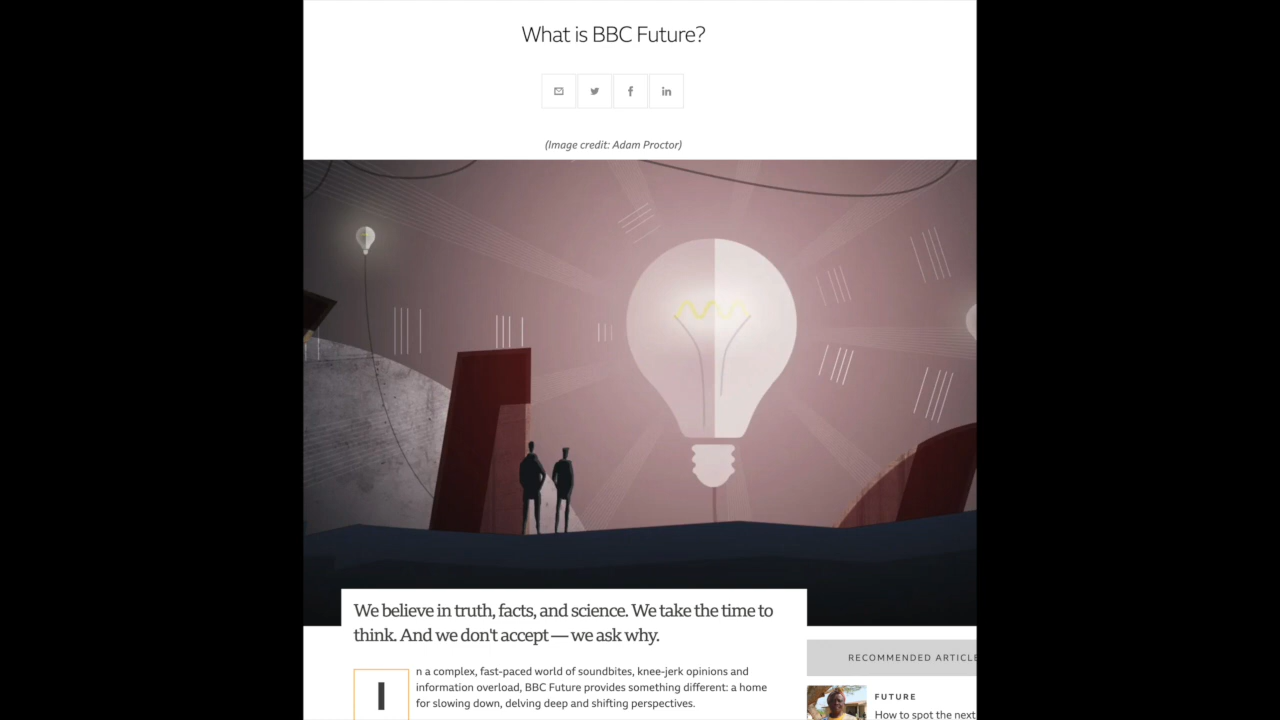 What is BBC Future?
(Image credit: Adam Proctor)
We believe in truth, facts, and science. We take the time to
think. And we don't accept — we ask why.
In a complex, fast-paced world of soundbites, knee-jerk opinions and
information overload, BBC Future provides something different: a home
for slowing down, delving deep and shifting perspectives.
RECOMMENDED ARTICLE
FUTURE
How to spot the next